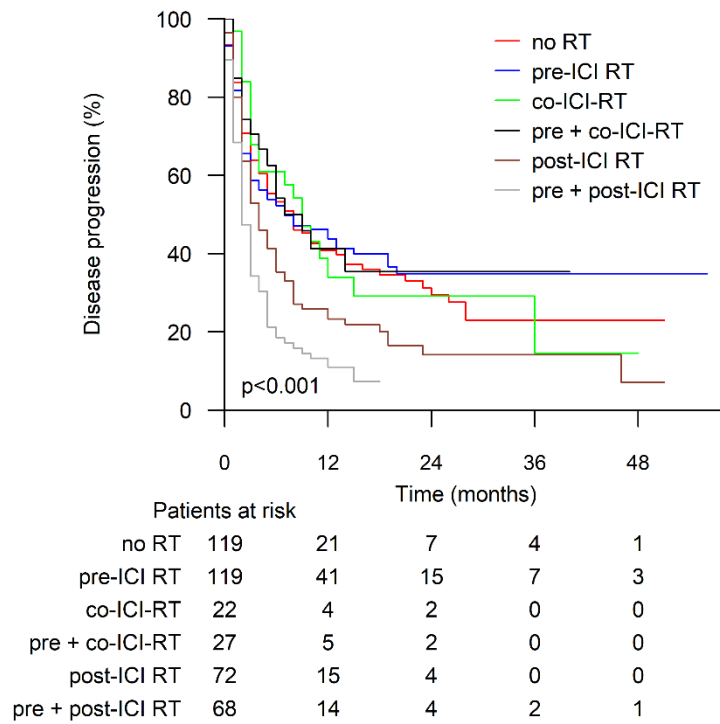 100
80
60
40
20
0
Disease progression (%)
no RT
pre-ICI RT
co-ICI-RT
pre + co-ICI-RT
post-ICI RT
pre + post-ICI RT
p<0.001
0 12 24 36 48
Time (months)
Patients at risk
no RT 119 21 7 4 1
pre-ICI RT 119 41 15 7 3
co-ICI-RT 22 4 2 0 0
pre + co-ICI-RT 27 5 2 0 0
post-ICI RT 72 15 4 0 0
pre + post-ICI RT 68 14 4 2 1